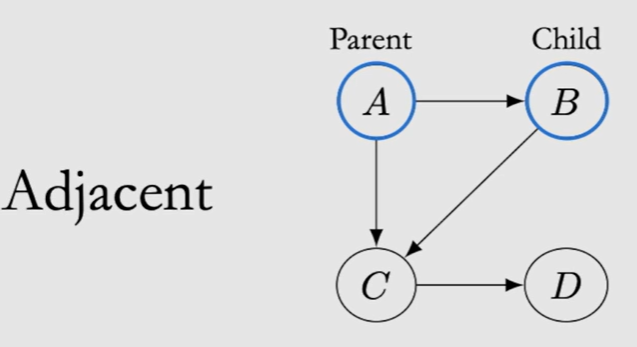 Parent Child
A B
Adjacent
C D